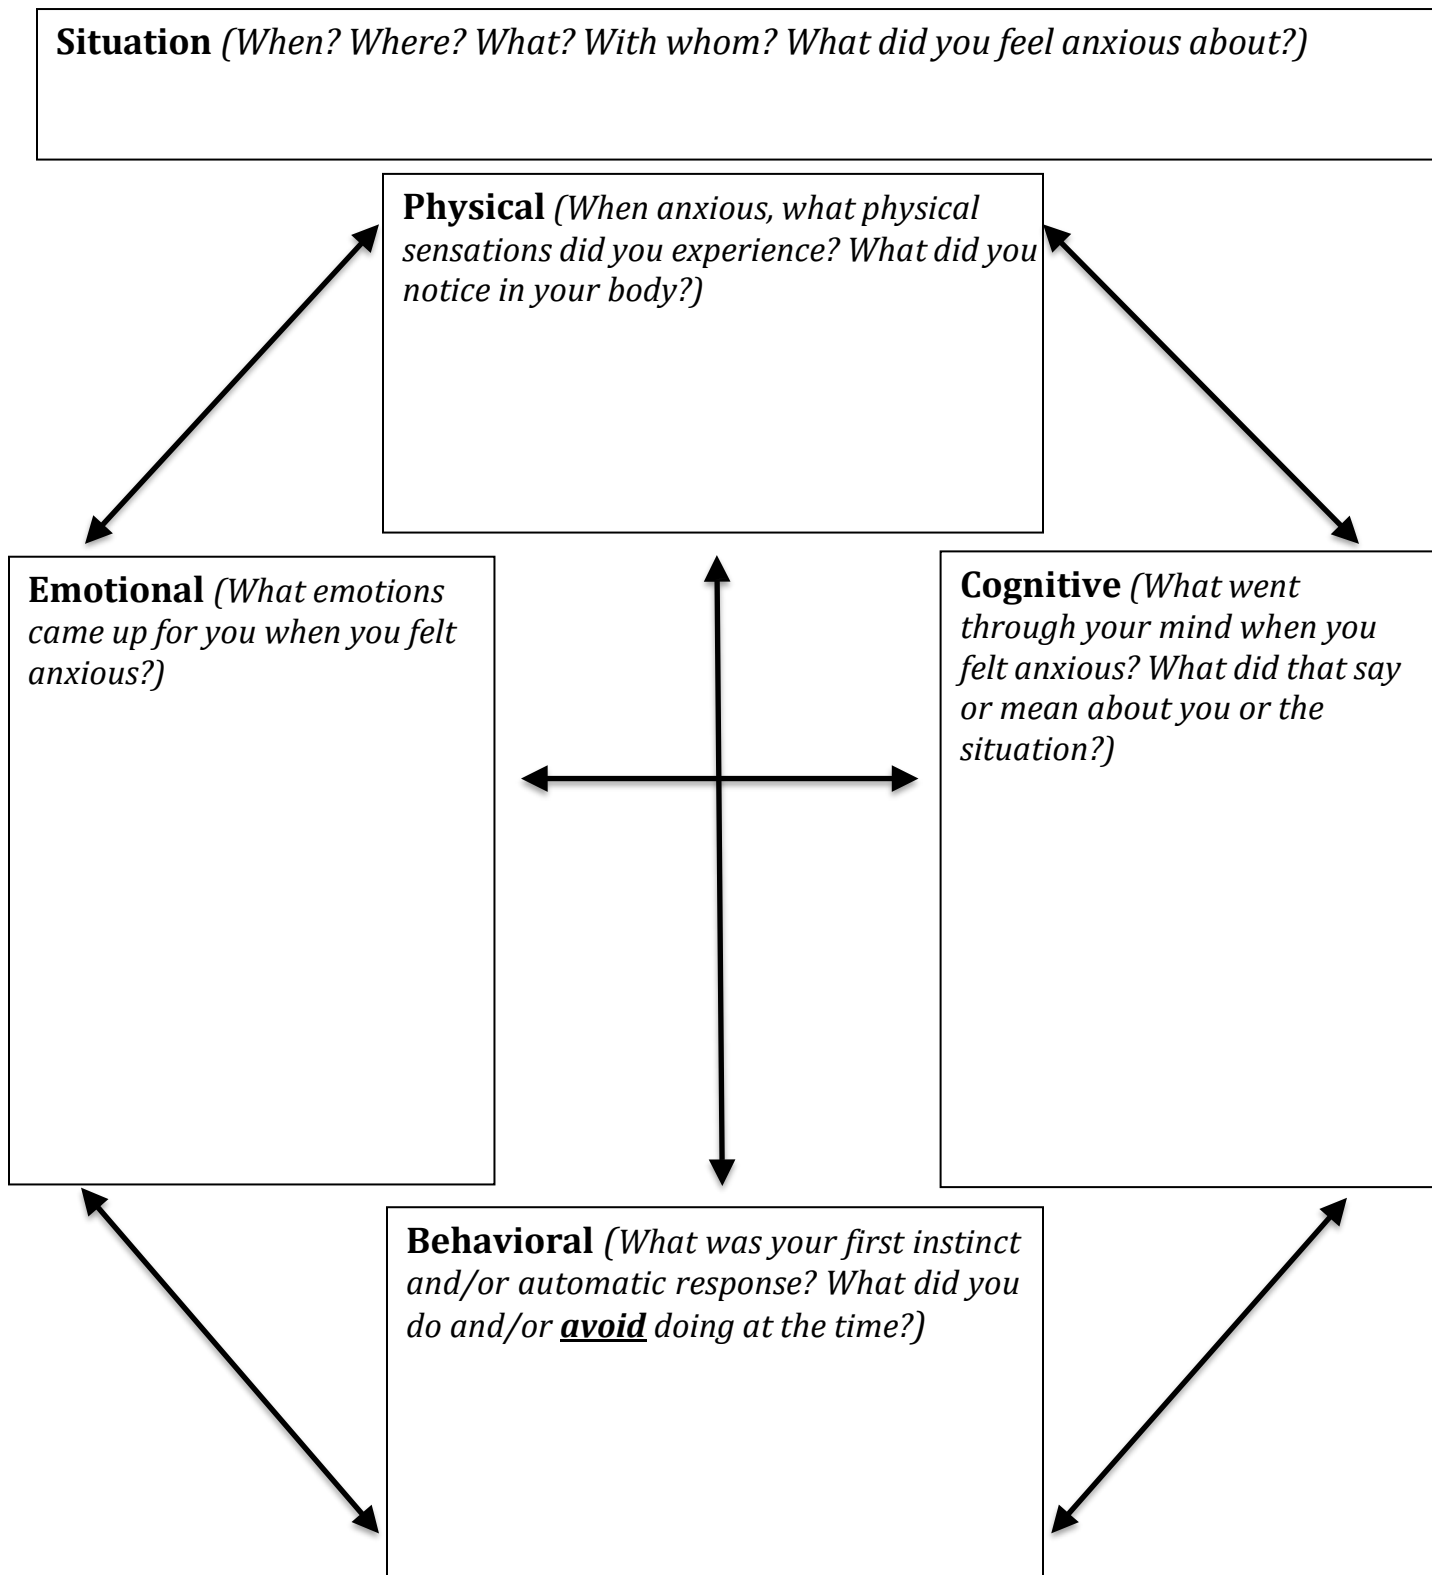 Situation (When? Where? What? With whom? What did you feel anxious about?)
Physical (When anxious, what physical
sensations did you experience? What did you
notice in your body?)
Emotional (What emotions
came up for you when you felt
anxious?)
Cognitive (What went
through your mind when you
felt anxious? What did that say
or mean about you or the
situation?)
Behavioral (What was your first instinct
and/or automatic response? What did you
do and/or avoid doing at the time?)